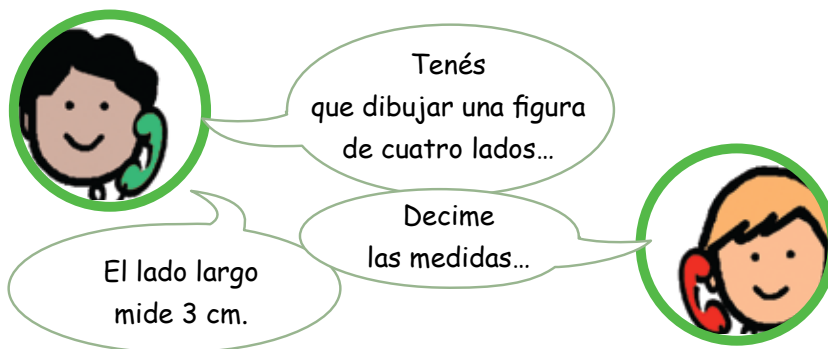 Tenés
que dibujar una figura
de cuatro lados…
Decime
las medidas…
El lado largo
mide 3 cm.